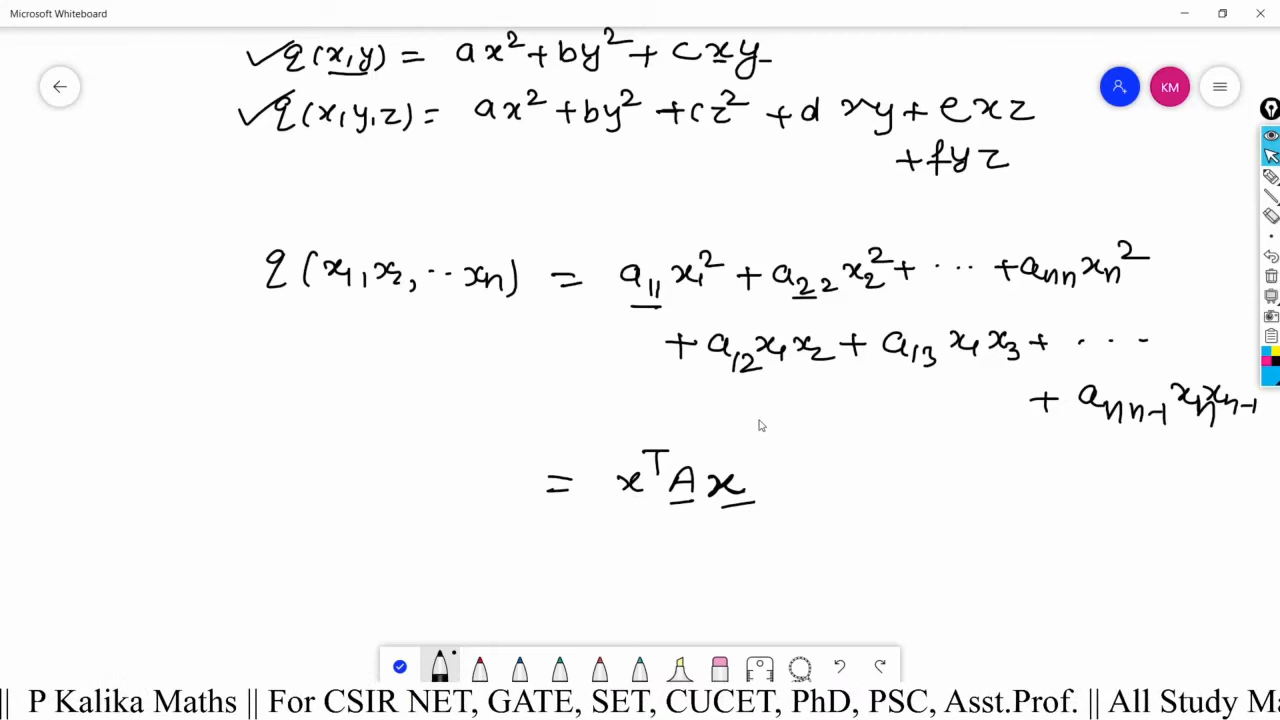 Microsoft Whiteboard
✓q(x,y) = ax²+by²+cxy
✓q(x,y,z) = ax²+by²+cz²+dxy+exz
+fyz
KM
q(x₁,x₂,..xₙ) = a₁₁x₁²+a₂₂x₂²+...+aₙₙxₙ²
+a₁₂x₁x₂+a₁₃x₁x₃+....
+aₙₙ₋₁xₙxₙ₋₁
= xᵀAx
|| P Kalika Maths || For CSIR NET, GATE, SET, CUCET, PhD, PSC, Asst.Prof. || All Study Ma